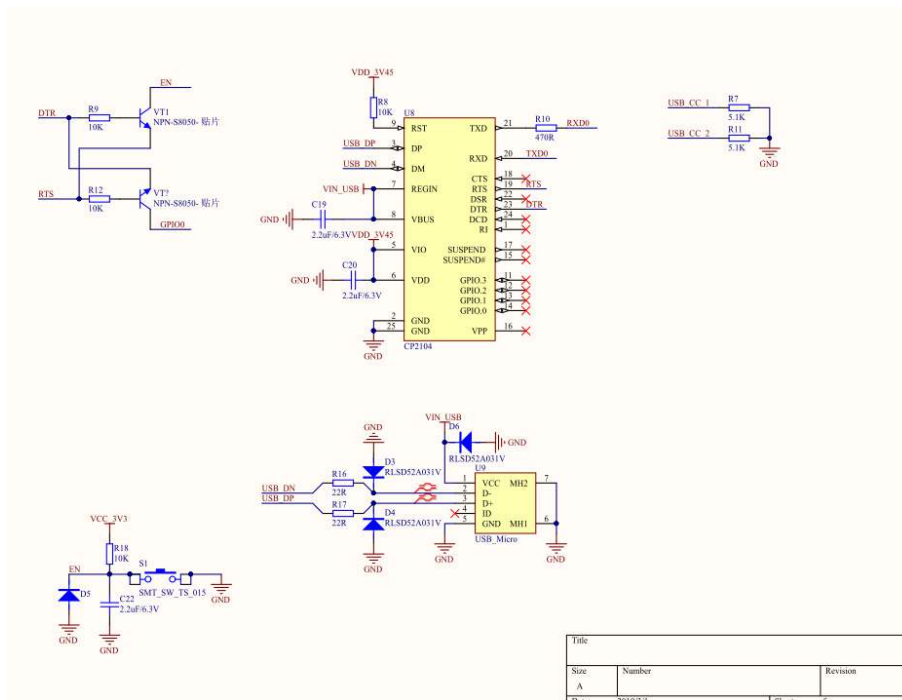 EN
DTR
R9
10K
VT1
NPN-S8050- 贴片
RTS
R12
10K
VT?
NPN-S8050- 贴片
GPIO0
VDD_3V45
R8
10K
U8
9 RST
USB_DP
3 DP
USB_DN
4 DM
VIN_USB
7 REGIN
C19
GND
8 VBUS
2.2uF/6.3V
VDD_3V45
5 VIO
C20
GND
6 VDD
2.2uF/6.3V
2 GND
25 GND
GND
CP2104
TXD 21
R10
470R
RXD0
RXD 20 TXD0
CTS 18
RTS 19 RTS
DSR 22
DTR 23 DTR
DCD 24
RI 1
SUSPEND 17
SUSPEND# 15
GPIO.3 11
GPIO.2
GPIO.1
GPIO.0
VPP 16
USB_CC_1
R7
5.1K
USB_CC_2
R11
5.1K
GND
VIN_USB
D6
GND
RLSD52A031V
GND
D3
RLSD52A031V
U9
R16
USB_DN
22R
USB_DP
R17
22R
D4
RLSD52A031V
GND
1 VCC MH2 7
2 D-
3 D+
4 ID
5 GND MH1 6
USB_Micro
GND
GND
VCC_3V3
R18
10K
EN
S1
SMT_SW_TS_015
D5
C22
2.2uF/6.3V
GND
GND
GND
Title
Size Number Revision
A